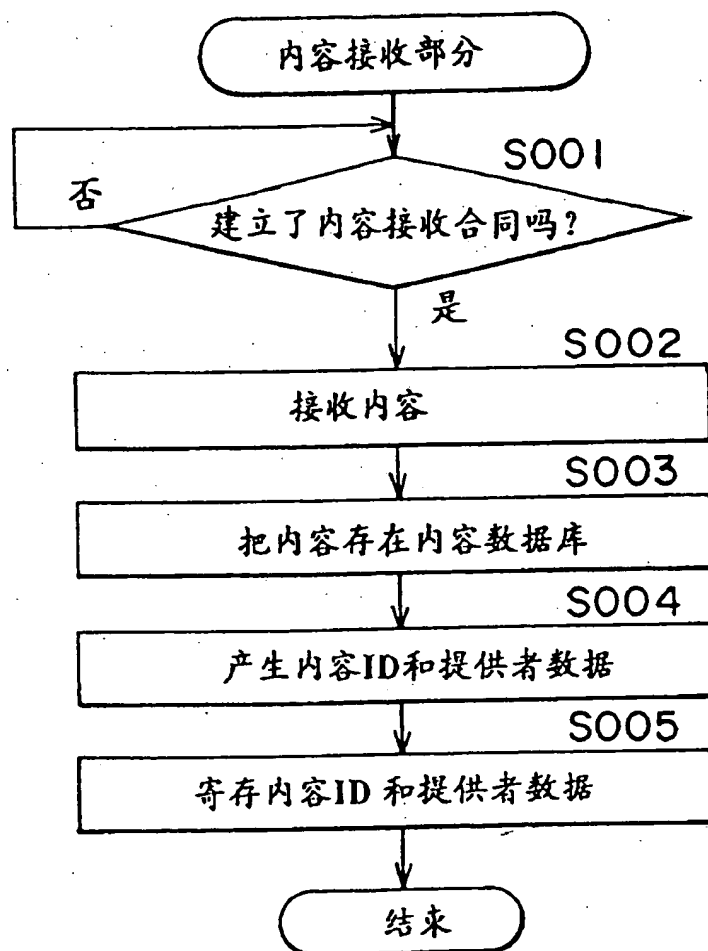 内容接收部分
S001
否
建立了内容接收合同吗?
是
S002
接收内容
S003
把内容存在内容数据库
S004
产生内容ID和提供者数据
S005
寄存内容ID 和提供者数据
结束